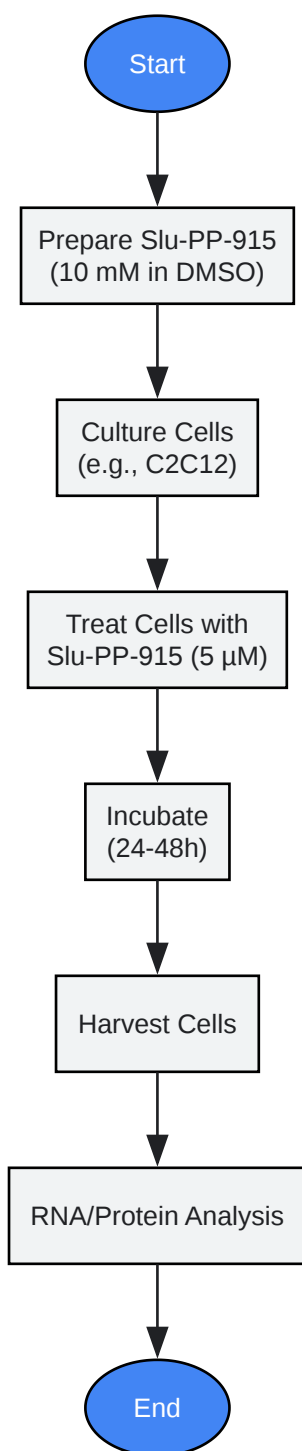 Start
Prepare Slu-PP-915
(10 mM in DMSO)
Culture Cells
(e.g., C2C12)
Treat Cells with
Slu-PP-915 (5 µM)
Incubate
(24-48h)
Harvest Cells
RNA/Protein Analysis
End